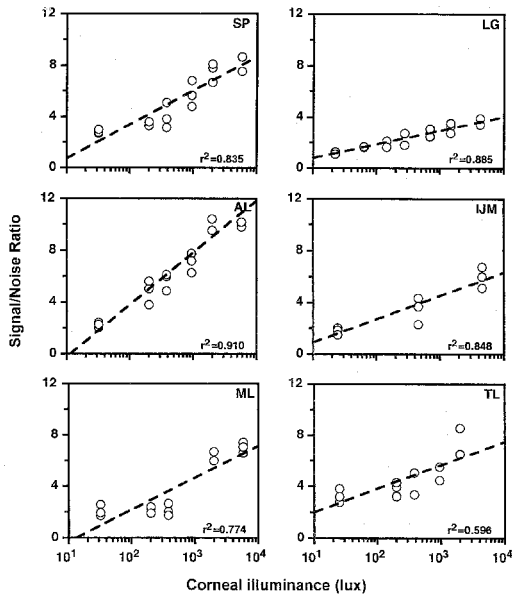 12
SP
8
4
0
r²=0.835
12
LG
8
4
0
r²=0.885
Signal/Noise Ratio
12
AL
8
4
0
r²=0.910
12
IJM
8
4
0
r²=0.848
12
ML
8
4
0
r²=0.774
10¹ 10² 10³ 10⁴
12
TL
8
4
0
r²=0.596
10¹ 10² 10³ 10⁴
Corneal illuminance (lux)